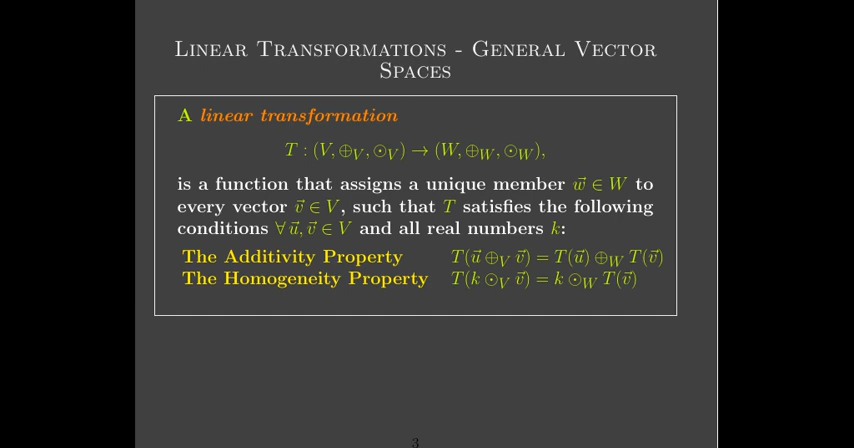 LINEAR TRANSFORMATIONS - GENERAL VECTOR
SPACES
A linear transformation
T : (V, ⊕_V, ⊙_V) → (W, ⊕_W, ⊙_W),
is a function that assigns a unique member w⃗ ∈ W to
every vector v⃗ ∈ V, such that T satisfies the following
conditions ∀ u⃗, v⃗ ∈ V and all real numbers k:
The Additivity Property T(u⃗ ⊕_V v⃗) = T(u⃗) ⊕_W T(v⃗)
The Homogeneity Property T(k ⊙_V v⃗) = k ⊙_W T(v⃗)
3